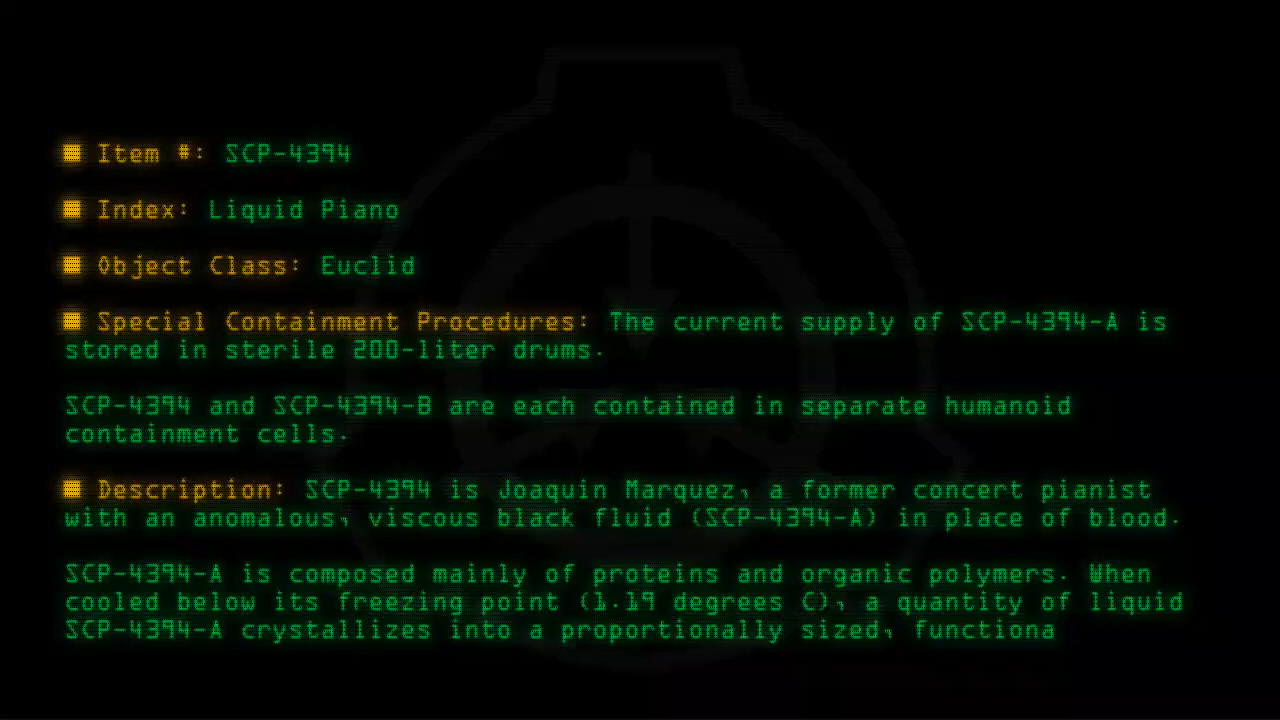 ■ Item #: SCP-4394
■ Index: Liquid Piano
■ Object Class: Euclid
■ Special Containment Procedures: The current supply of SCP-4394-A is
stored in sterile 200-liter drums.
SCP-4394 and SCP-4394-B are each contained in separate humanoid
containment cells.
■ Description: SCP-4394 is Joaquin Marquez, a former concert pianist
with an anomalous, viscous black fluid (SCP-4394-A) in place of blood.
SCP-4394-A is composed mainly of proteins and organic polymers. When
cooled below its freezing point (1.19 degrees C), a quantity of liquid
SCP-4394-A crystallizes into a proportionally sized, functiona